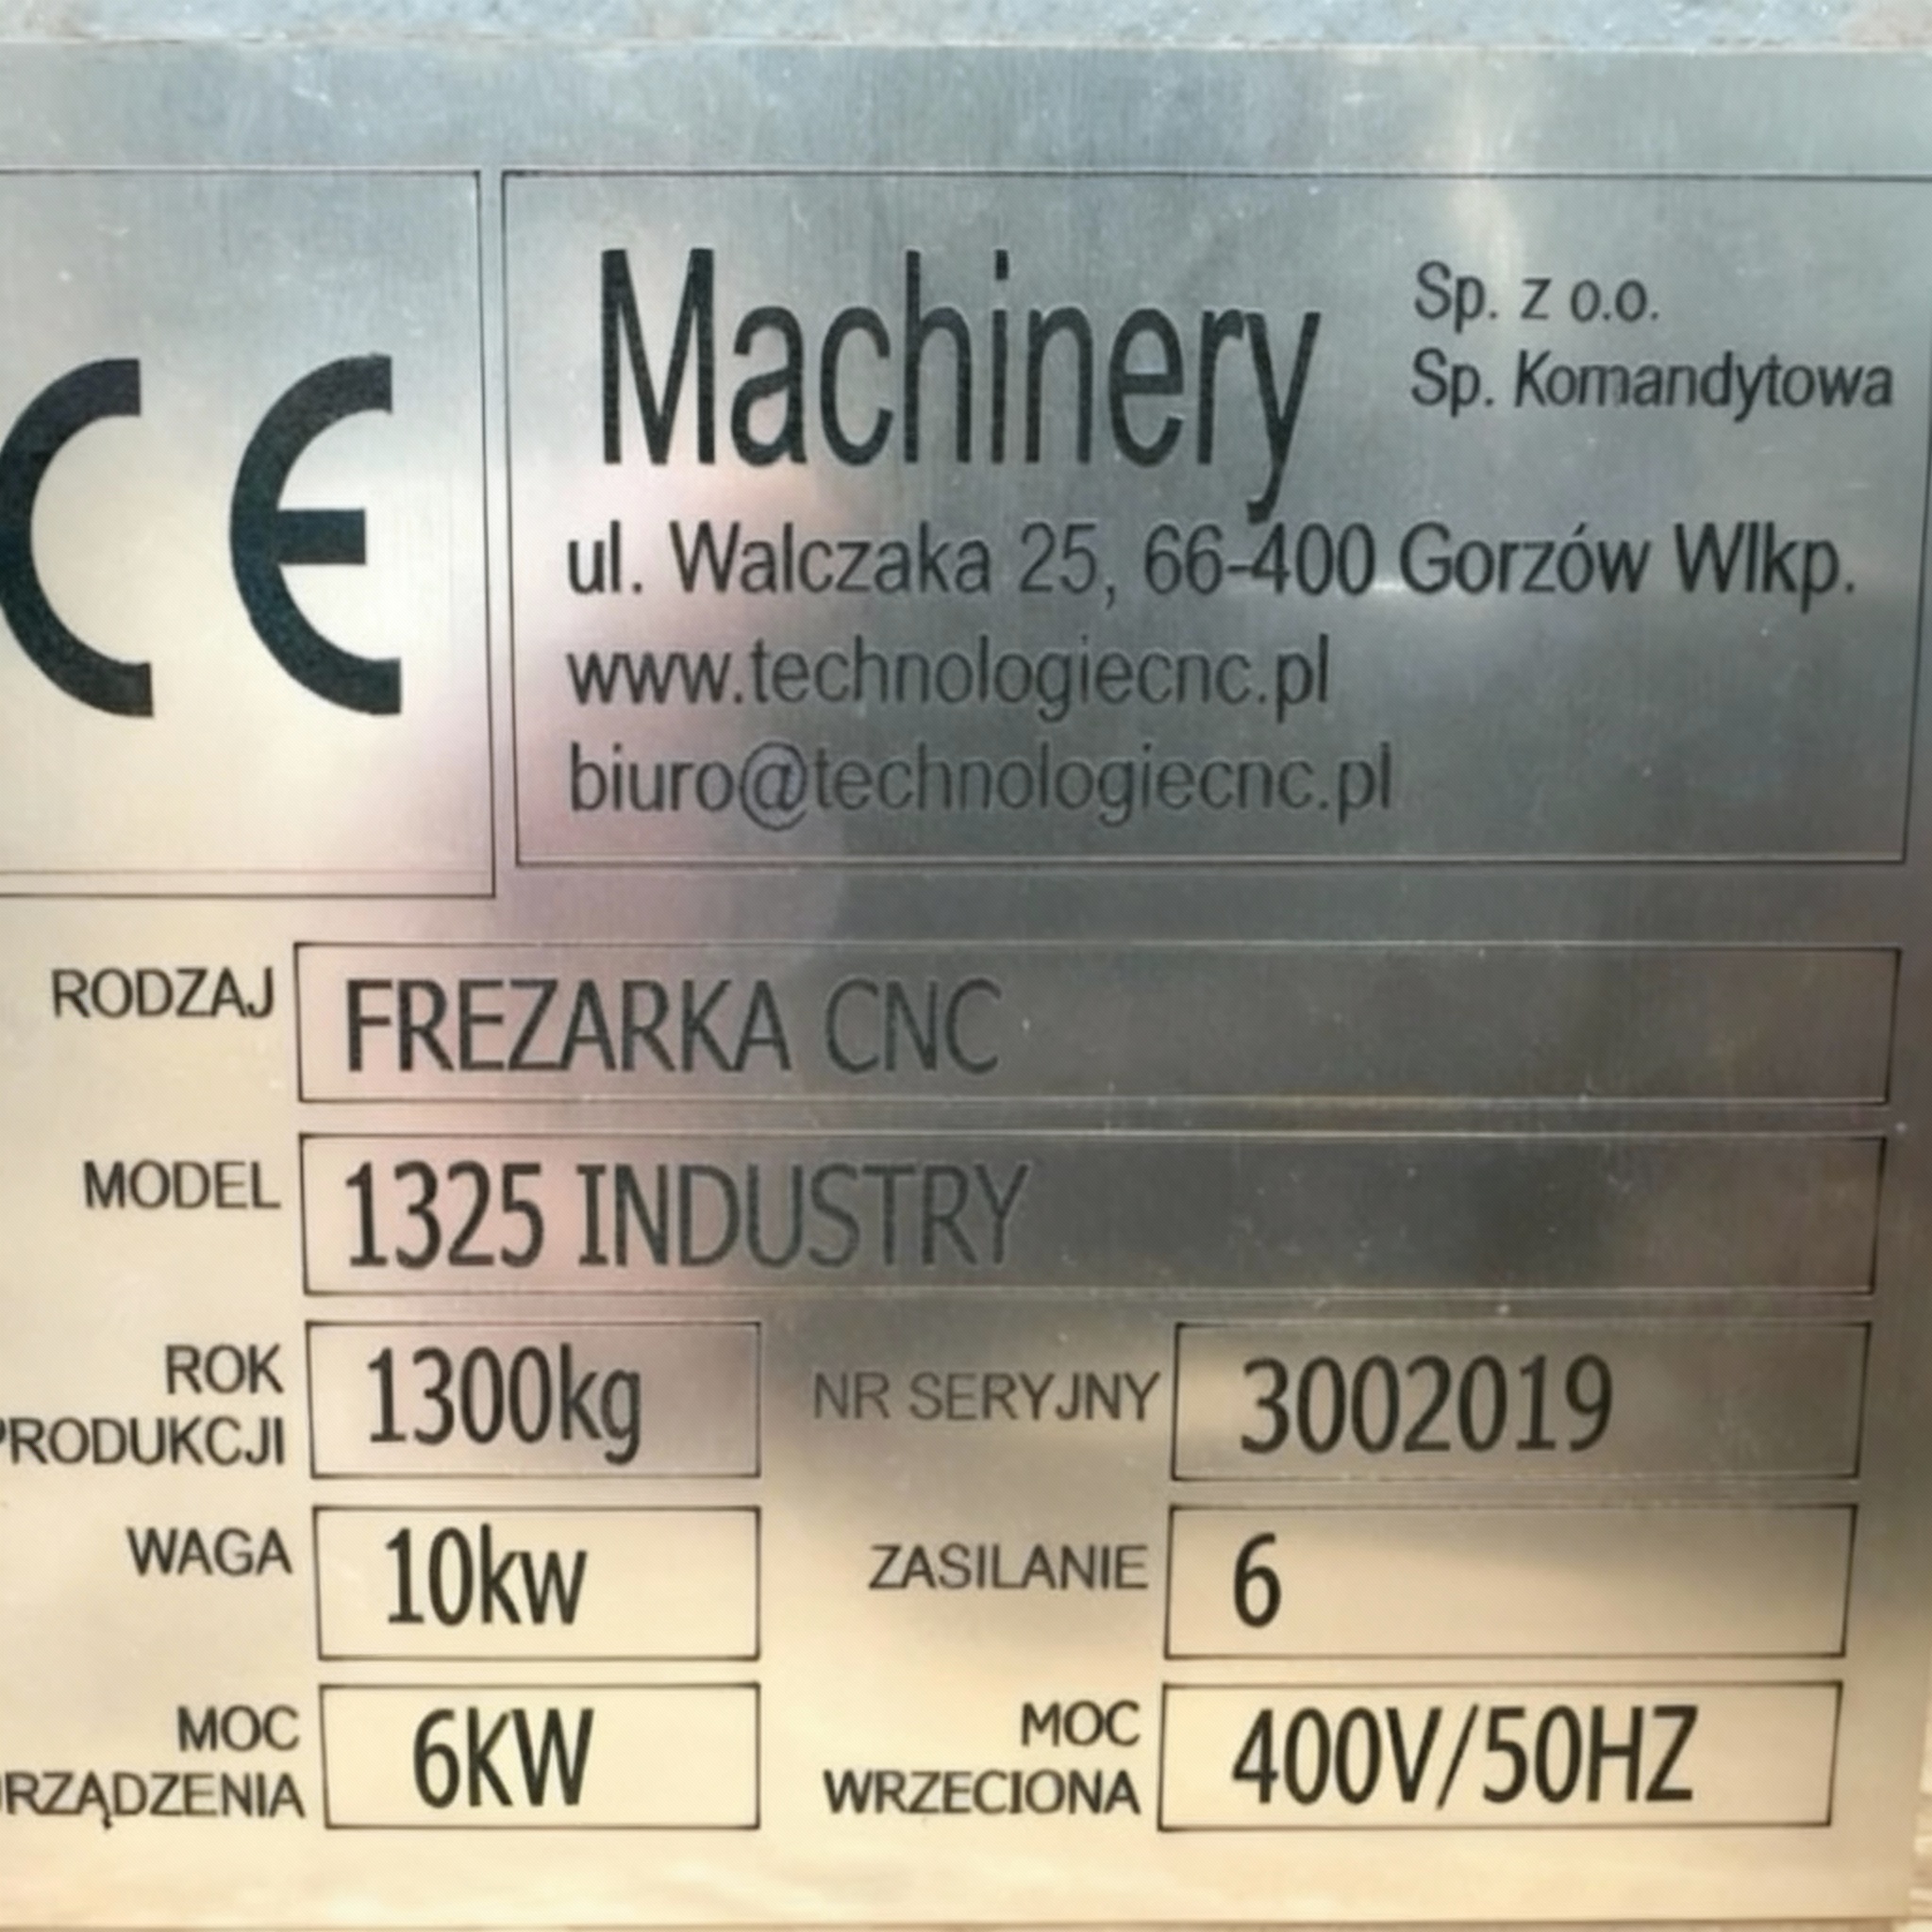 CE
Machinery
Sp. z o.o.
Sp. Komandytowa
ul. Walczaka 25, 66-400 Gorzów Wlkp.
www.technologiecnc.pl
biuro@technologiecnc.pl
RODZAJ FREZARKA CNC
MODEL 1325 INDUSTRY
ROK
PRODUKCJI 1300kg NR SERYJNY 3002019
WAGA 10kw ZASILANIE 6
MOC MOC
RZĄDZENIA 6kW WRZECIONA 400V/50HZ